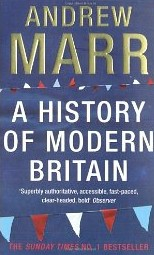 ANDREW
MARR
A HISTORY
OF MODERN
BRITAIN
'Superbly authoritative, accessible, fast-paced,
clear-headed, bold' Observer
THE SUNDAY TIMES NO. 1 BESTSELLER